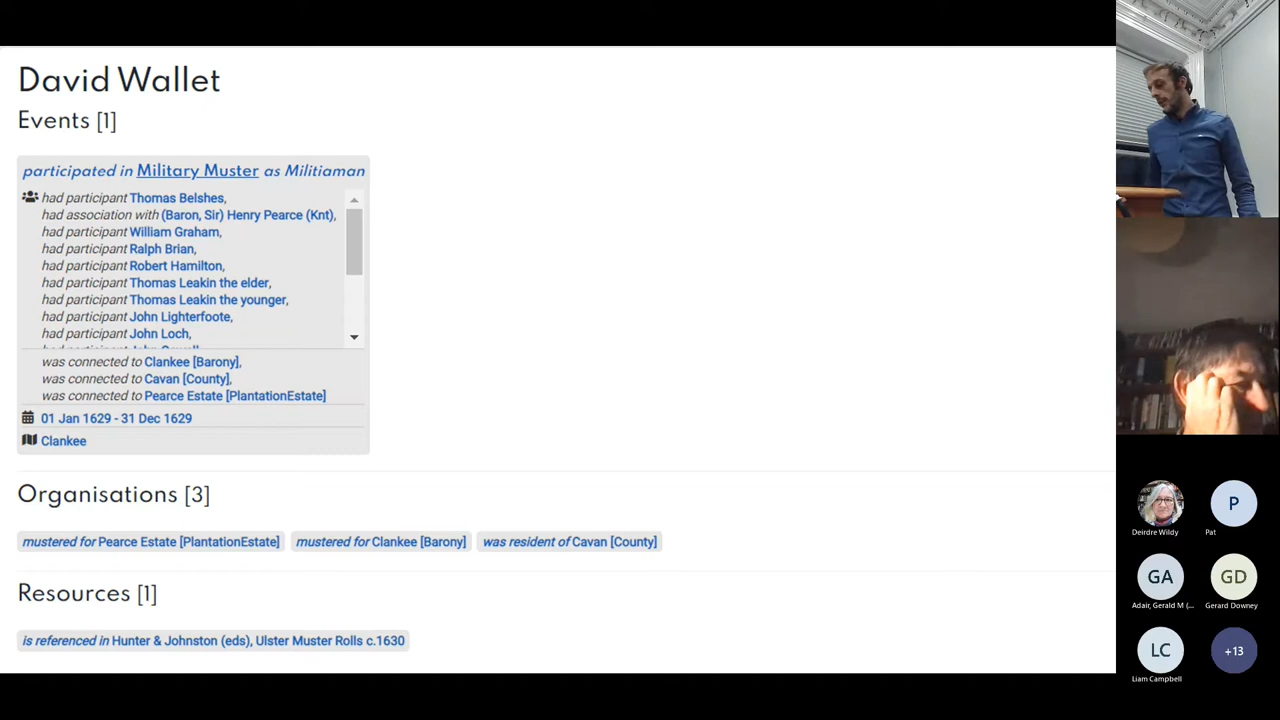 David Wallet
Events [1]
participated in Military Muster as Militiaman
had participant Thomas Belshes,
had association with (Baron, Sir) Henry Pearce (Knt),
had participant William Graham,
had participant Ralph Brian,
had participant Robert Hamilton,
had participant Thomas Leakin the elder,
had participant Thomas Leakin the younger,
had participant John Lighterfoote,
had participant John Loch,
was connected to Clankee [Barony],
was connected to Cavan [County],
was connected to Pearce Estate [PlantationEstate]
01 Jan 1629 - 31 Dec 1629
Clankee
Organisations [3]
mustered for Pearce Estate [PlantationEstate] mustered for Clankee [Barony] was resident of Cavan [County]
Resources [1]
is referenced in Hunter & Johnston (eds), Ulster Muster Rolls c.1630
P
Deirdre Wildy Pat
GA GD
Adair, Gerald M (... Gerard Downey
LC +13
Liam Campbell